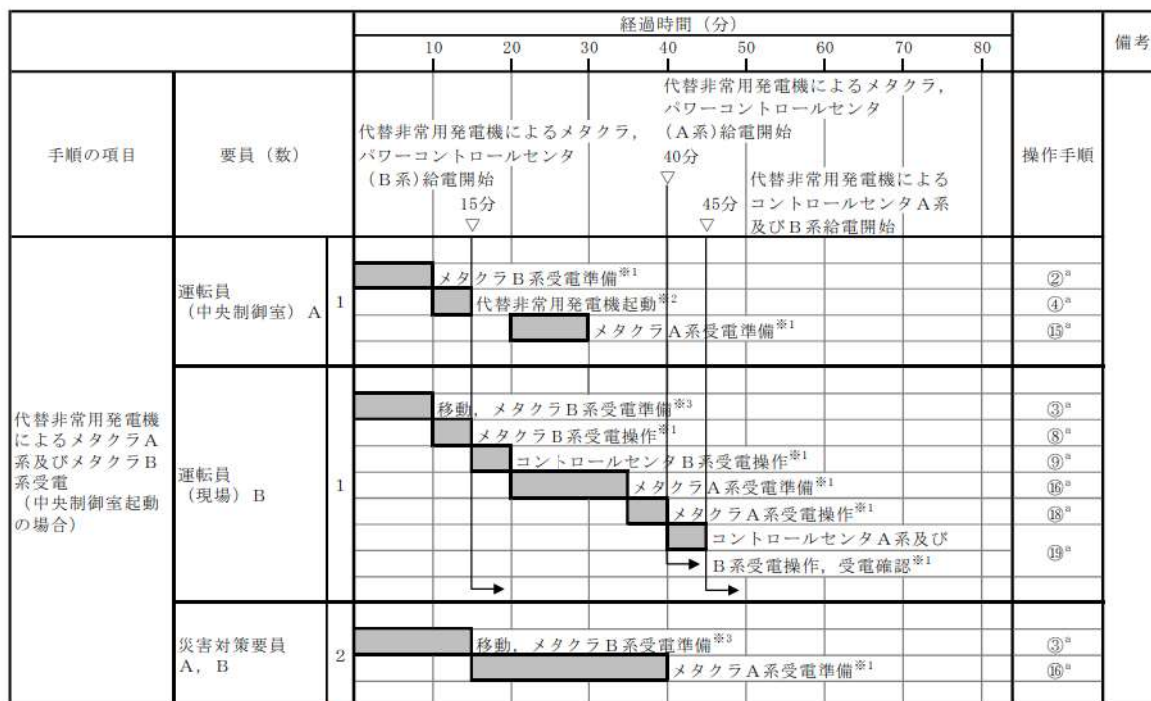 経過時間（分）
備考
10 20 30 40 50 60 70 80
手順の項目
要員（数）
操作手順
代替非常用発電機によるメタクラ，
パワーコントロールセンタ
（Ｂ系）給電開始
15分
▽
代替非常用発電機によるメタクラ，
パワーコントロールセンタ
（Ａ系）給電開始
40分
▽
代替非常用発電機による
コントロールセンタＡ系
及びＢ系給電開始
45分
▽
代替非常用発電機
によるメタクラＡ
系及びメタクラＢ
系受電
（中央制御室起動
の場合）
運転員
（中央制御室）Ａ
1
メタクラＢ系受電準備※1
②a
代替非常用発電機起動※2
④a
メタクラＡ系受電準備※1
⑮a
運転員
（現場）Ｂ
1
移動，メタクラＢ系受電準備※3
③a
メタクラＢ系受電操作※1
⑧a
コントロールセンタＢ系受電操作※1
⑨a
メタクラＡ系受電準備※1
⑯a
メタクラＡ系受電操作※1
⑱a
コントロールセンタＡ系及び
Ｂ系受電操作，受電確認※1
⑲a
災害対策要員
Ａ，Ｂ
2
移動，メタクラＢ系受電準備※3
③a
メタクラＡ系受電準備※1
⑯a